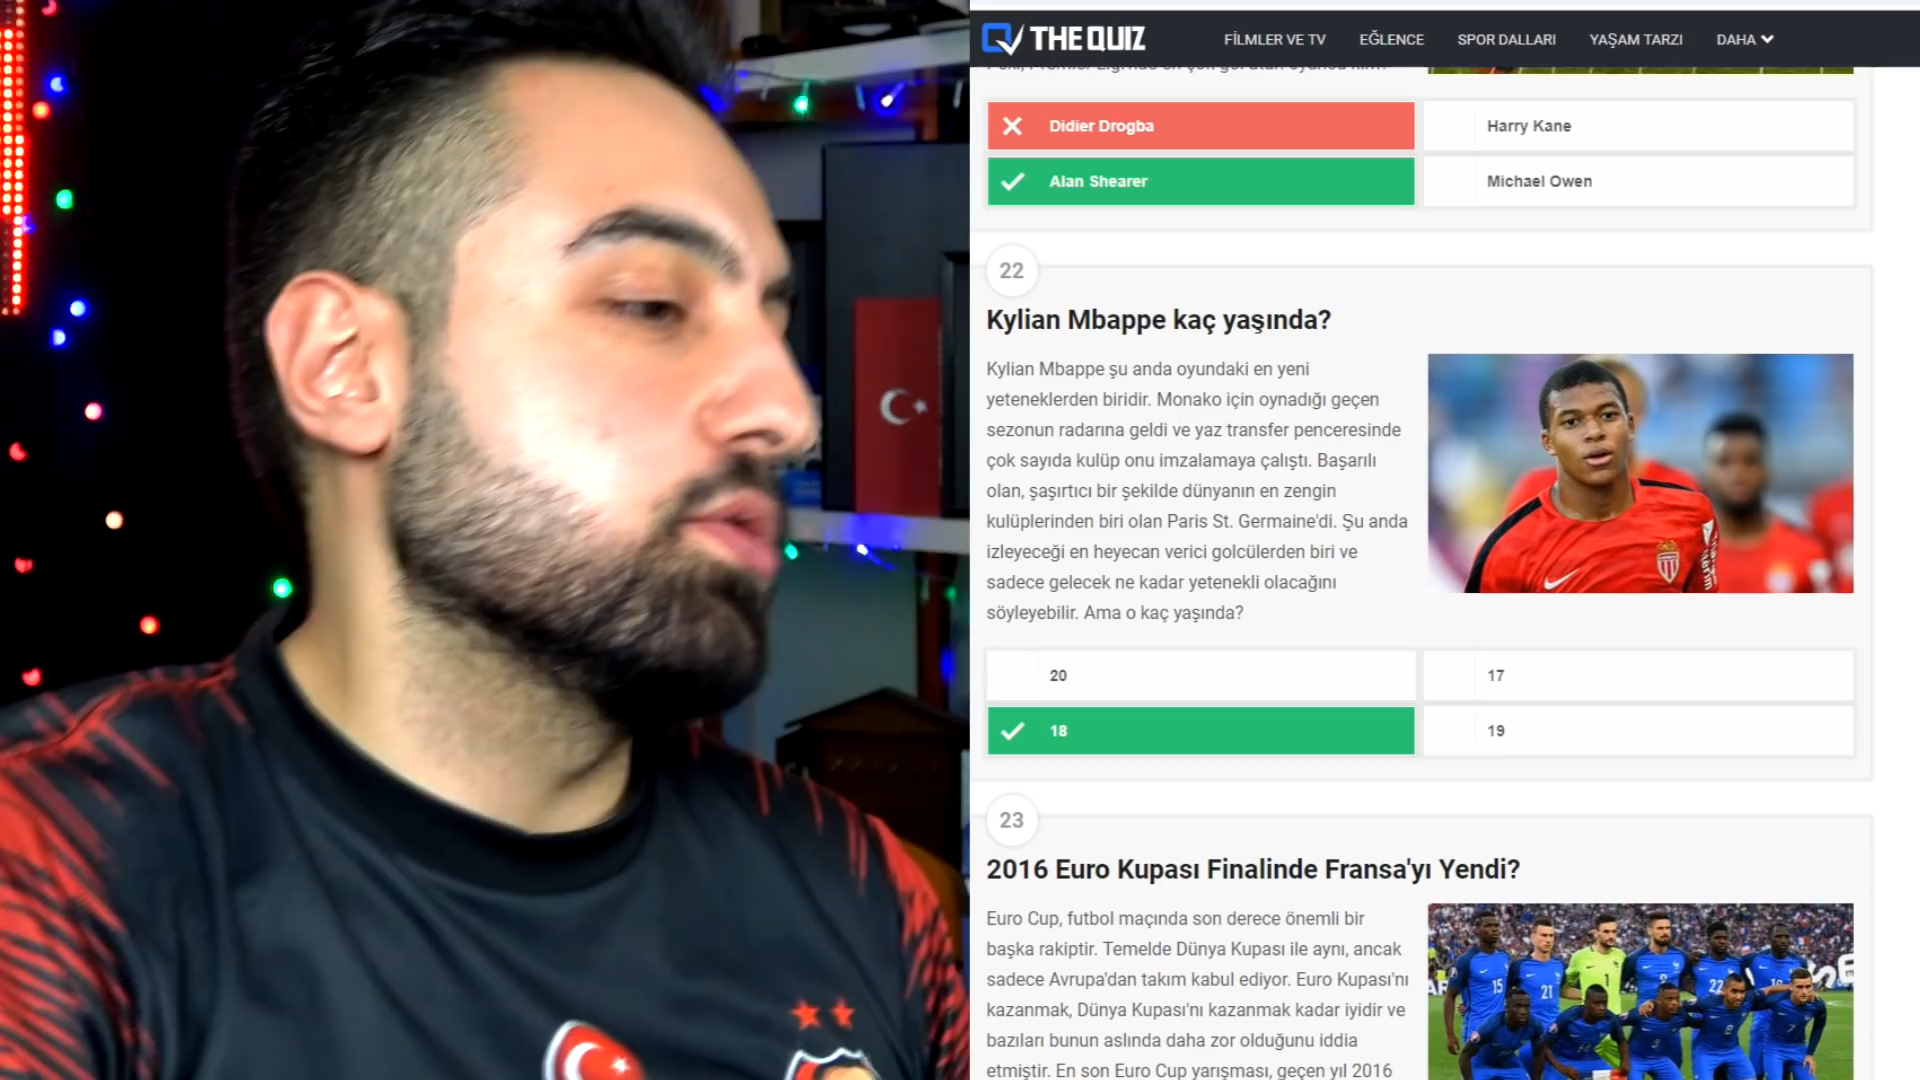 THE QUIZ
FİLMLER VE TV
EĞLENCE
SPOR DALLARI
YAŞAM TARZI
DAHA
Didier Drogba
Harry Kane
Alan Shearer
Michael Owen
22
Kylian Mbappe kaç yaşında?
Kylian Mbappe şu anda oyundaki en yeni
yeteneklerden biridir. Monako için oynadığı geçen
sezonun radarına geldi ve yaz transfer penceresinde
çok sayıda kulüp onu imzalamaya çalıştı. Başarılı
olan, şaşırtıcı bir şekilde dünyanın en zengin
kulüplerinden biri olan Paris St. Germaine'di. Şu anda
izleyeceği en heyecan verici golcülerden biri ve
sadece gelecek ne kadar yetenekli olacağını
söyleyebilir. Ama o kaç yaşında?
20
17
18
19
23
2016 Euro Kupası Finalinde Fransa'yı Yendi?
Euro Cup, futbol maçında son derece önemli bir
başka rakiptir. Temelde Dünya Kupası ile aynı, ancak
sadece Avrupa'dan takım kabul ediyor. Euro Kupası'nı
kazanmak, Dünya Kupası'nı kazanmak kadar iyidir ve
bazıları bunun aslında daha zor olduğunu iddia
etmiştir. En son Euro Cup yarışması, geçen yıl 2016
15
21
1
9
22
8
7